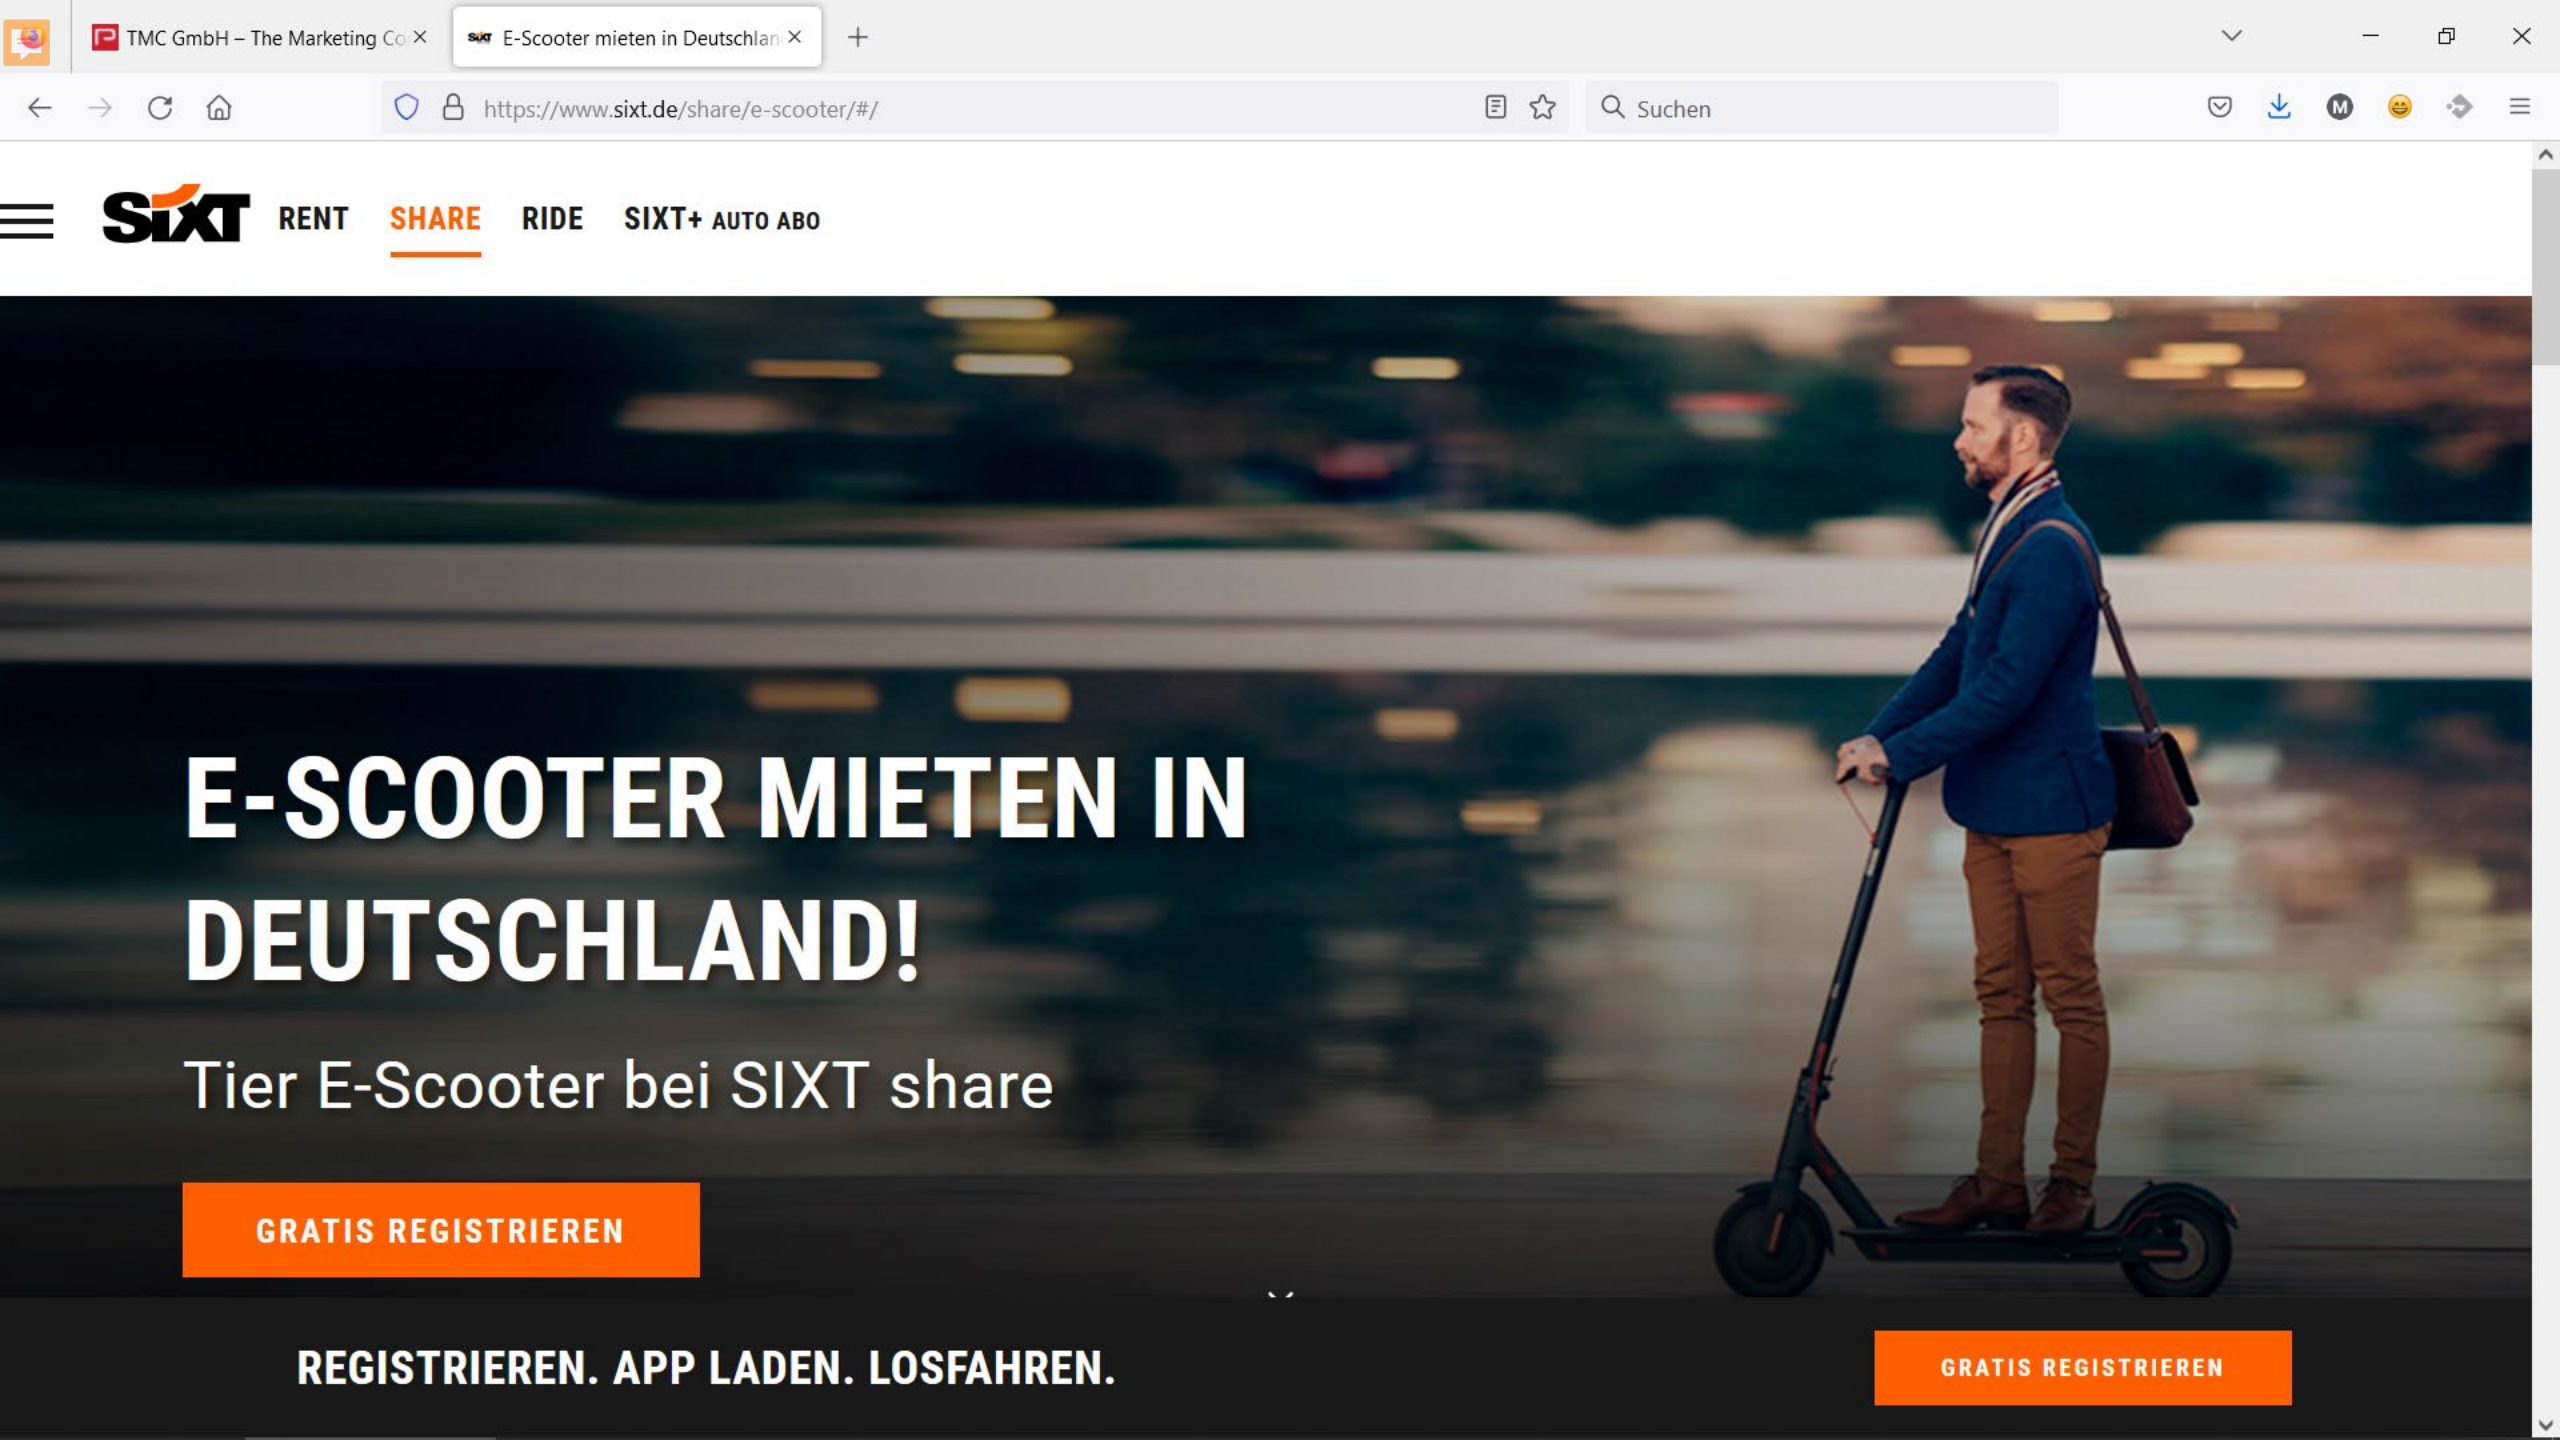 TMC GmbH – The Marketing Co
SIXT E-Scooter mieten in Deutschlan
https://www.sixt.de/share/e-scooter/#/
Suchen
M
SIXT RENT SHARE RIDE SIXT+ AUTO ABO
E-SCOOTER MIETEN IN
DEUTSCHLAND!
Tier E-Scooter bei SIXT share
GRATIS REGISTRIEREN
REGISTRIEREN. APP LADEN. LOSFAHREN.
GRATIS REGISTRIEREN